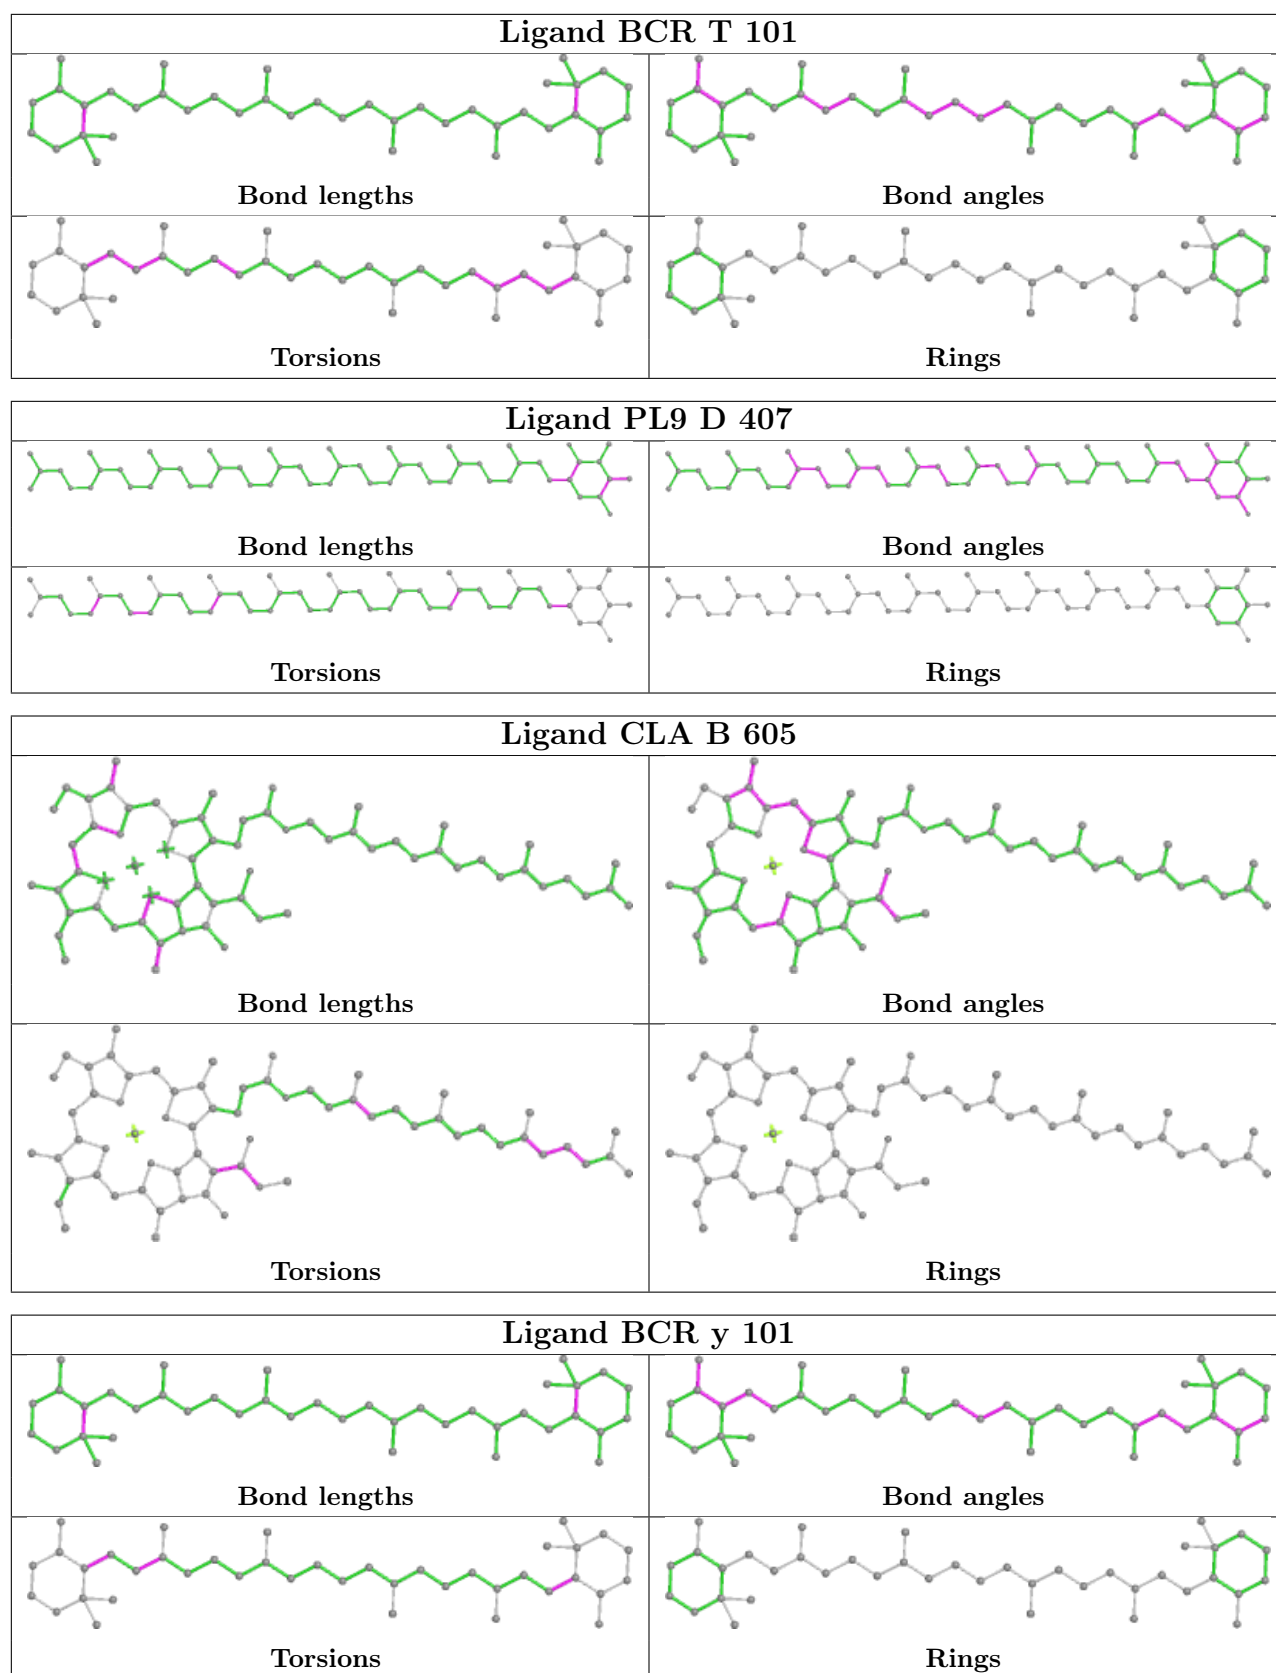 Ligand BCR T 101
Bond lengths
Bond angles
Torsions
Rings
Ligand PL9 D 407
Bond lengths
Bond angles
Torsions
Rings
Ligand CLA B 605
Bond lengths
Bond angles
Torsions
Rings
Ligand BCR y 101
Bond lengths
Bond angles
Torsions
Rings